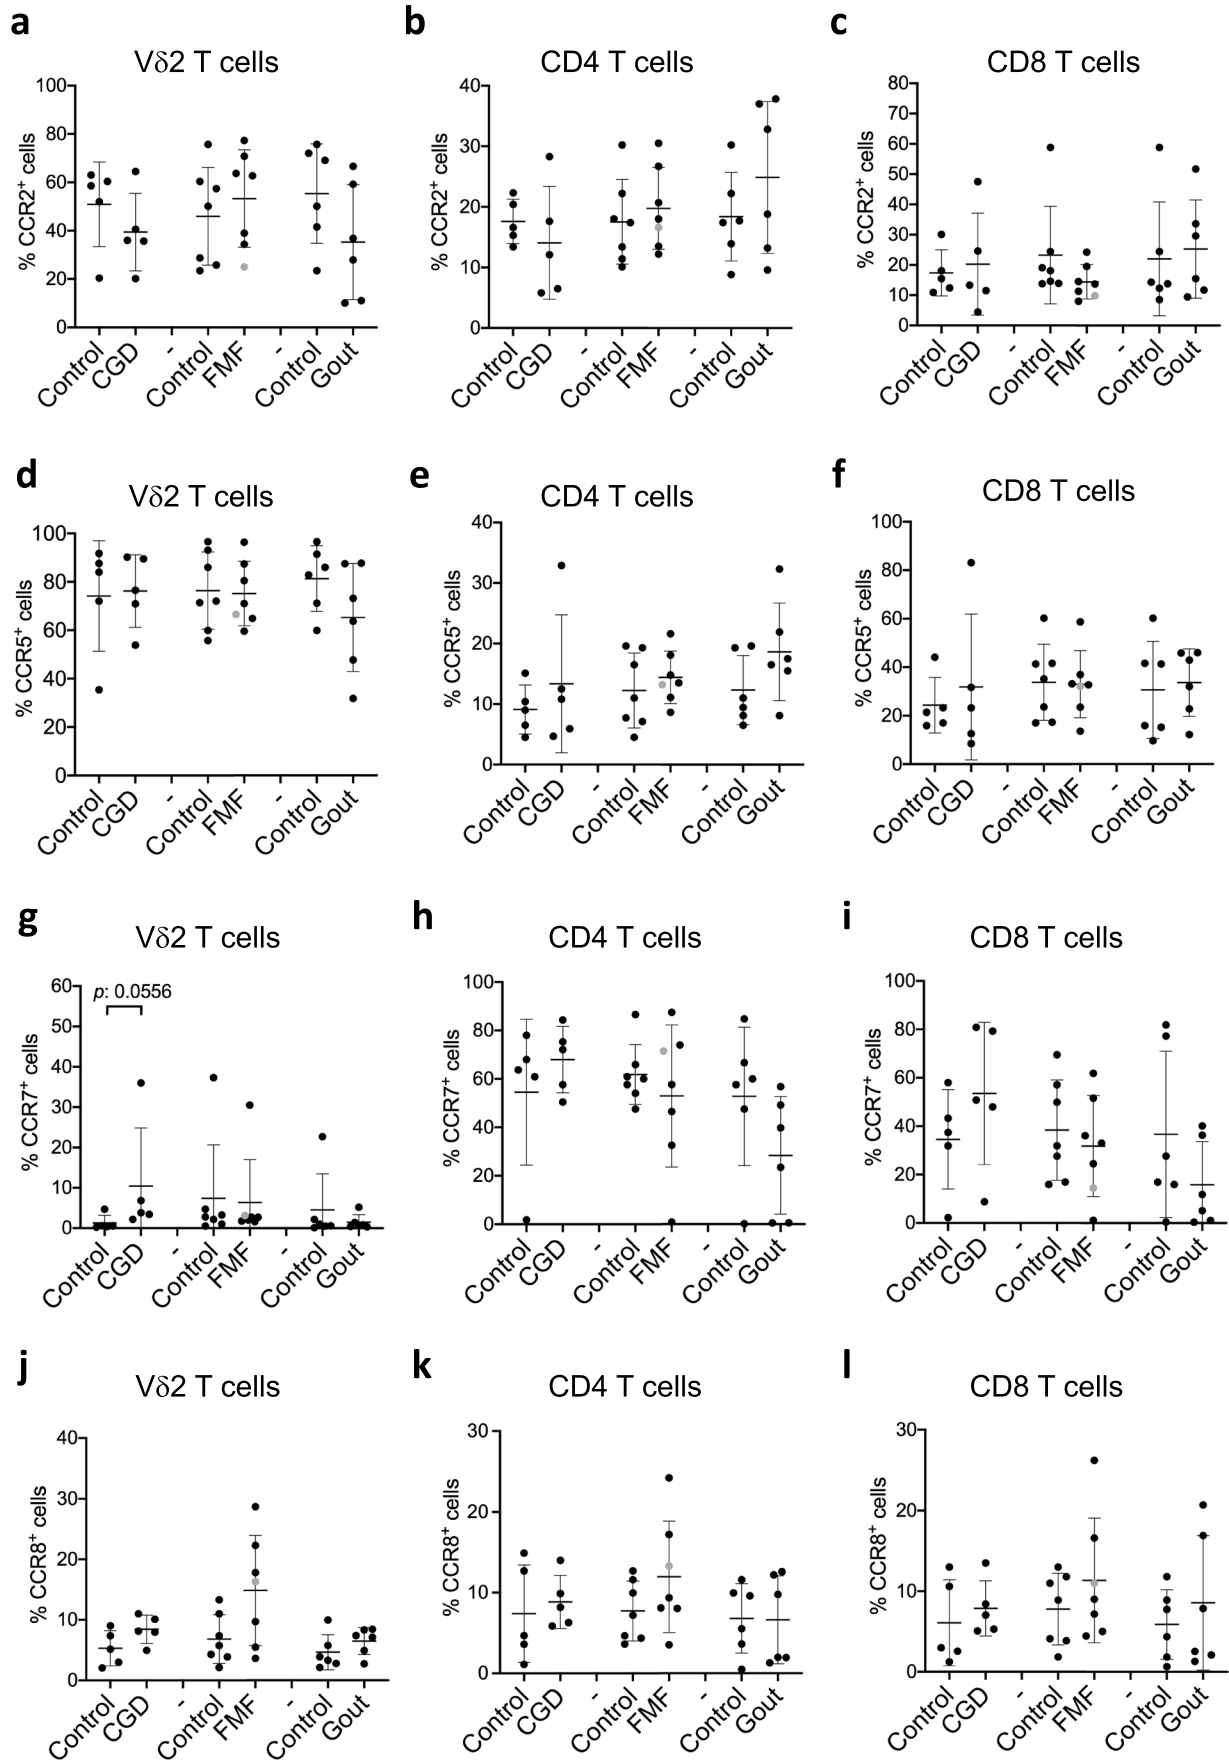 a
Vδ2 T cells
% CCR2+ cells
100
80
60
40
20
0
Control
CGD
-
Control
FMF
-
Control
Gout
b
CD4 T cells
% CCR2+ cells
40
30
20
10
0
Control
CGD
-
Control
FMF
-
Control
Gout
c
CD8 T cells
% CCR2+ cells
80
70
60
50
40
30
20
10
0
Control
CGD
-
Control
FMF
-
Control
Gout
d
Vδ2 T cells
% CCR5+ cells
100
80
60
40
20
0
Control
CGD
-
Control
FMF
-
Control
Gout
e
CD4 T cells
% CCR5+ cells
40
30
20
10
0
Control
CGD
-
Control
FMF
-
Control
Gout
f
CD8 T cells
% CCR5+ cells
100
80
60
40
20
0
Control
CGD
-
Control
FMF
-
Control
Gout
g
Vδ2 T cells
% CCR7+ cells
60
50
40
30
20
10
0
p: 0.0556
Control
CGD
-
Control
FMF
-
Control
Gout
h
CD4 T cells
% CCR7+ cells
100
80
60
40
20
0
Control
CGD
-
Control
FMF
-
Control
Gout
i
CD8 T cells
% CCR7+ cells
100
80
60
40
20
0
Control
CGD
-
Control
FMF
-
Control
Gout
j
Vδ2 T cells
% CCR8+ cells
40
30
20
10
0
Control
CGD
-
Control
FMF
-
Control
Gout
k
CD4 T cells
% CCR8+ cells
30
20
10
0
Control
CGD
-
Control
FMF
-
Control
Gout
l
CD8 T cells
% CCR8+ cells
30
20
10
0
Control
CGD
-
Control
FMF
-
Control
Gout